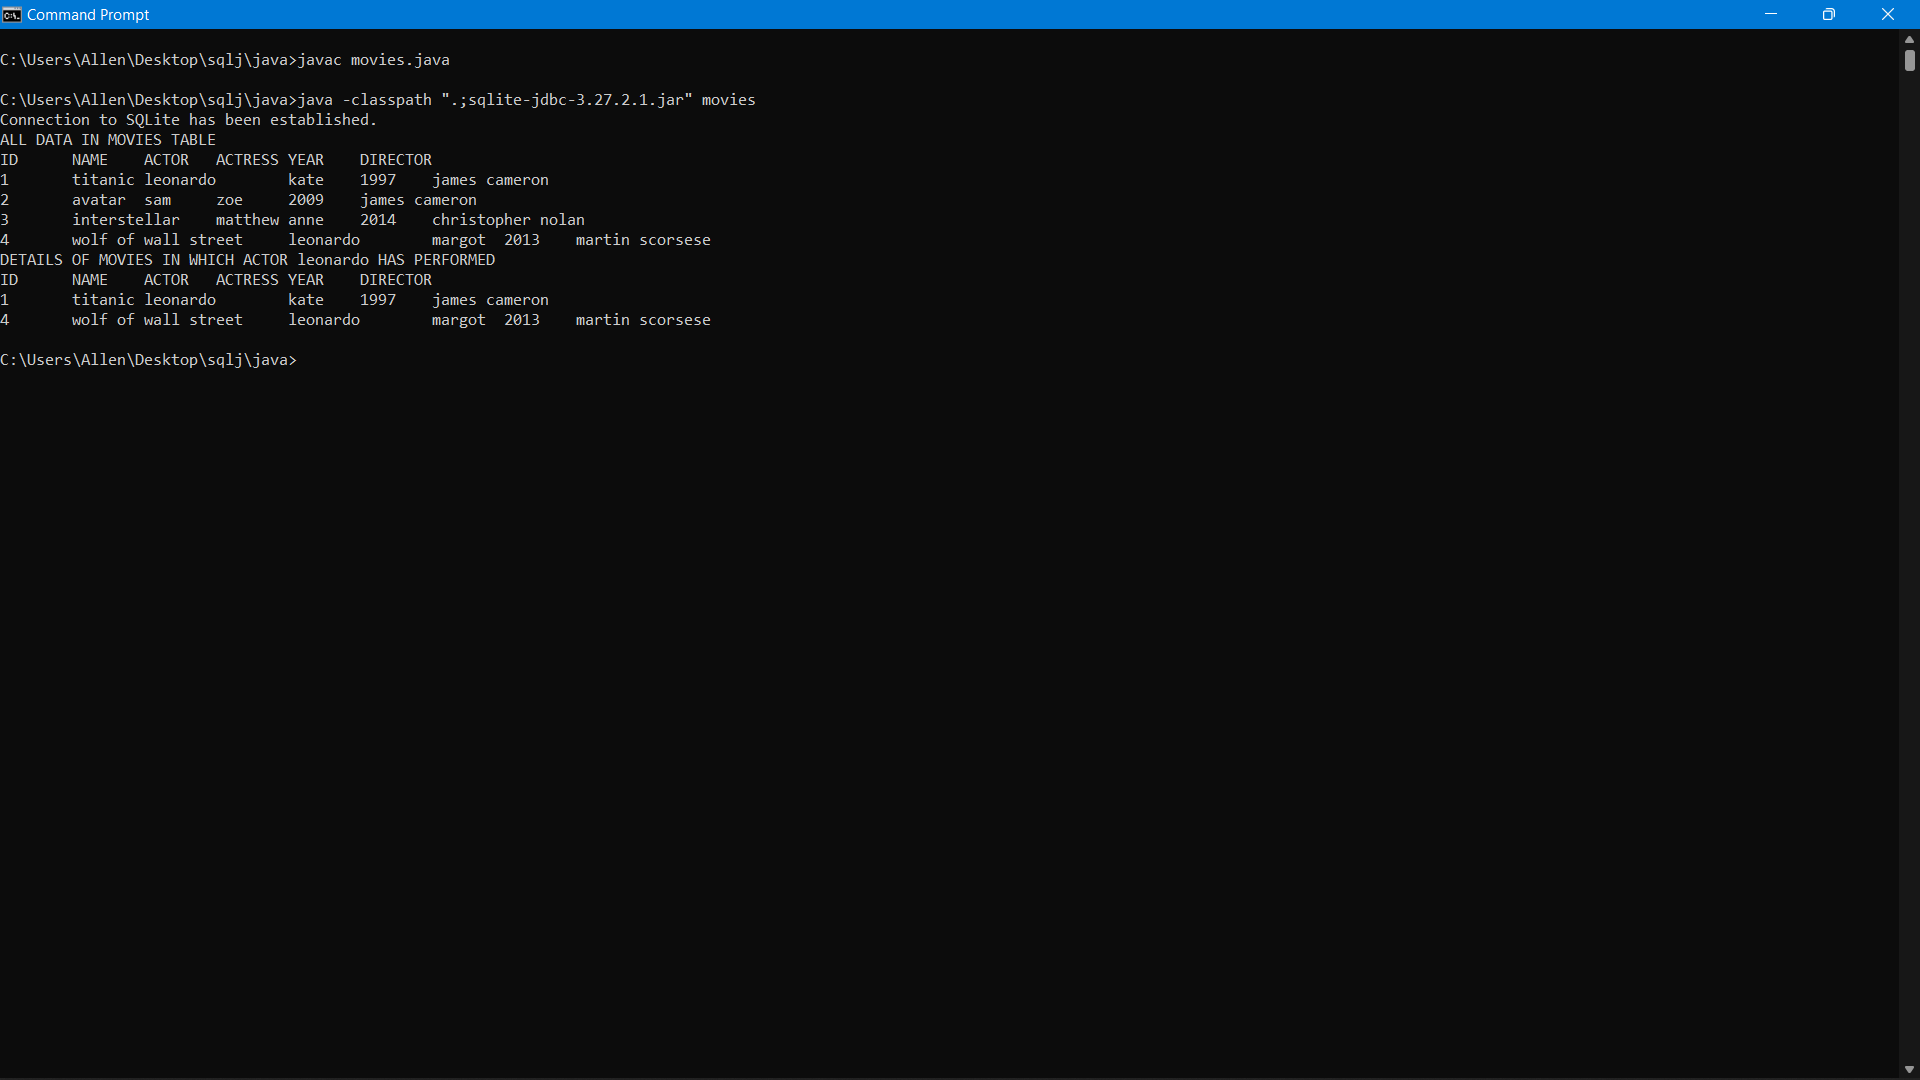 Command Prompt
C:\Users\Allen\Desktop\sqlj\java>javac movies.java
C:\Users\Allen\Desktop\sqlj\java>java -classpath ".;sqlite-jdbc-3.27.2.1.jar" movies
Connection to SQLite has been established.
ALL DATA IN MOVIES TABLE
ID      NAME    ACTOR   ACTRESS YEAR    DIRECTOR
1       titanic leonardo        kate    1997    james cameron
2       avatar  sam     zoe     2009    james cameron
3       interstellar    matthew anne    2014    christopher nolan
4       wolf of wall street     leonardo        margot  2013    martin scorsese
DETAILS OF MOVIES IN WHICH ACTOR leonardo HAS PERFORMED
ID      NAME    ACTOR   ACTRESS YEAR    DIRECTOR
1       titanic leonardo        kate    1997    james cameron
4       wolf of wall street     leonardo        margot  2013    martin scorsese
C:\Users\Allen\Desktop\sqlj\java>